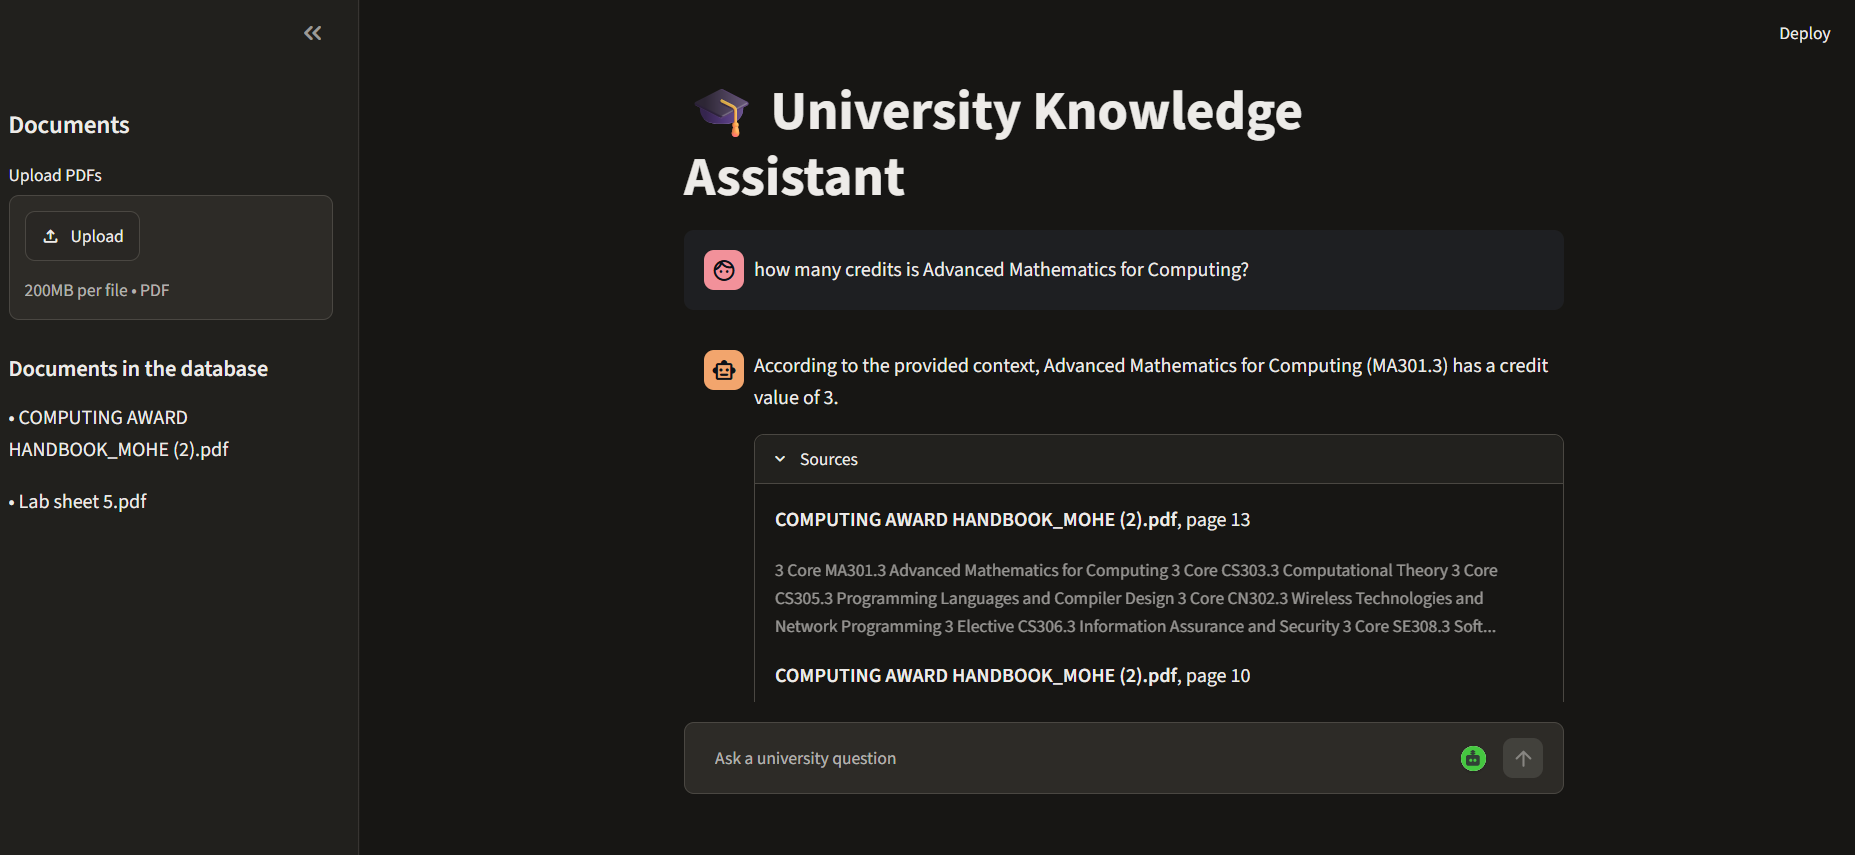 Deploy
Documents
Upload PDFs
Upload
200MB per file • PDF
Documents in the database
• COMPUTING AWARD
HANDBOOK_MOHE (2).pdf
• Lab sheet 5.pdf
University Knowledge
Assistant
how many credits is Advanced Mathematics for Computing?
According to the provided context, Advanced Mathematics for Computing (MA301.3) has a credit
value of 3.
Sources
COMPUTING AWARD HANDBOOK_MOHE (2).pdf, page 13
3 Core MA301.3 Advanced Mathematics for Computing 3 Core CS303.3 Computational Theory 3 Core
CS305.3 Programming Languages and Compiler Design 3 Core CN302.3 Wireless Technologies and
Network Programming 3 Elective CS306.3 Information Assurance and Security 3 Core SE308.3 Soft...
COMPUTING AWARD HANDBOOK_MOHE (2).pdf, page 10
Ask a university question